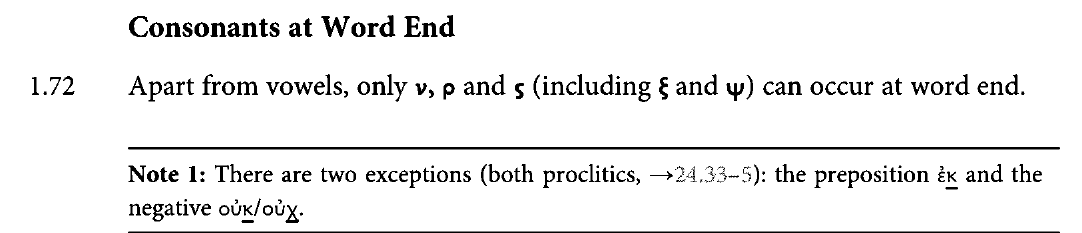 Consonants at Word End
1.72 Apart from vowels, only ν, ρ and ς (including ξ and ψ) can occur at word end.
Note 1: There are two exceptions (both proclitics, →24.33–5): the preposition ἐκ and the
negative οὐκ/οὐχ.